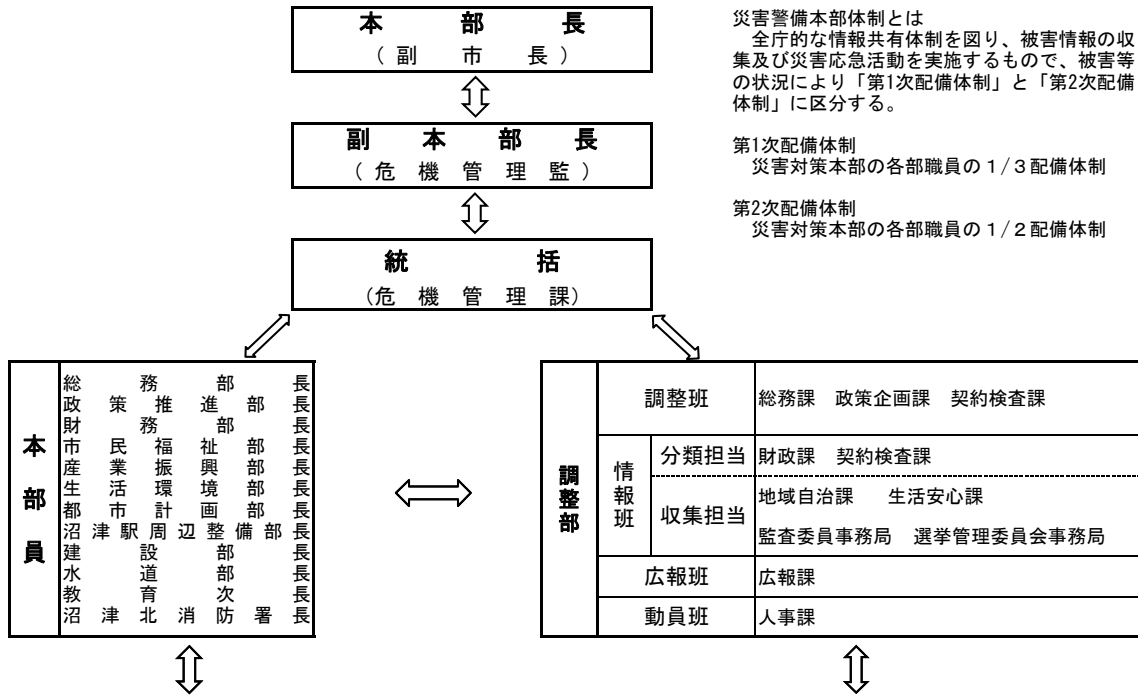 本部長
（副市長）
災害警備本部体制とは
全庁的な情報共有体制を図り、被害情報の収
集及び災害応急活動を実施するもので、被害等
の状況により「第1次配備体制」と「第2次配備
体制」に区分する。
第1次配備体制
災害対策本部の各部職員の１/３配備体制
第2次配備体制
災害対策本部の各部職員の１/２配備体制
副本部長
（危機管理監）
統括
(危機管理課)
本部員
総務部長
政策推進部長
財務部長
市民福祉部長
産業振興部長
生活環境部長
都市計画部長
沼津駅周辺整備部長
建設部長
水道部長
教育次長
沼津北消防署長
調整部
調整班
総務課 政策企画課 契約検査課
情報班
分類担当
財政課 契約検査課
収集担当
地域自治課 生活安心課
監査委員事務局 選挙管理委員会事務局
広報班
広報課
動員班
人事課